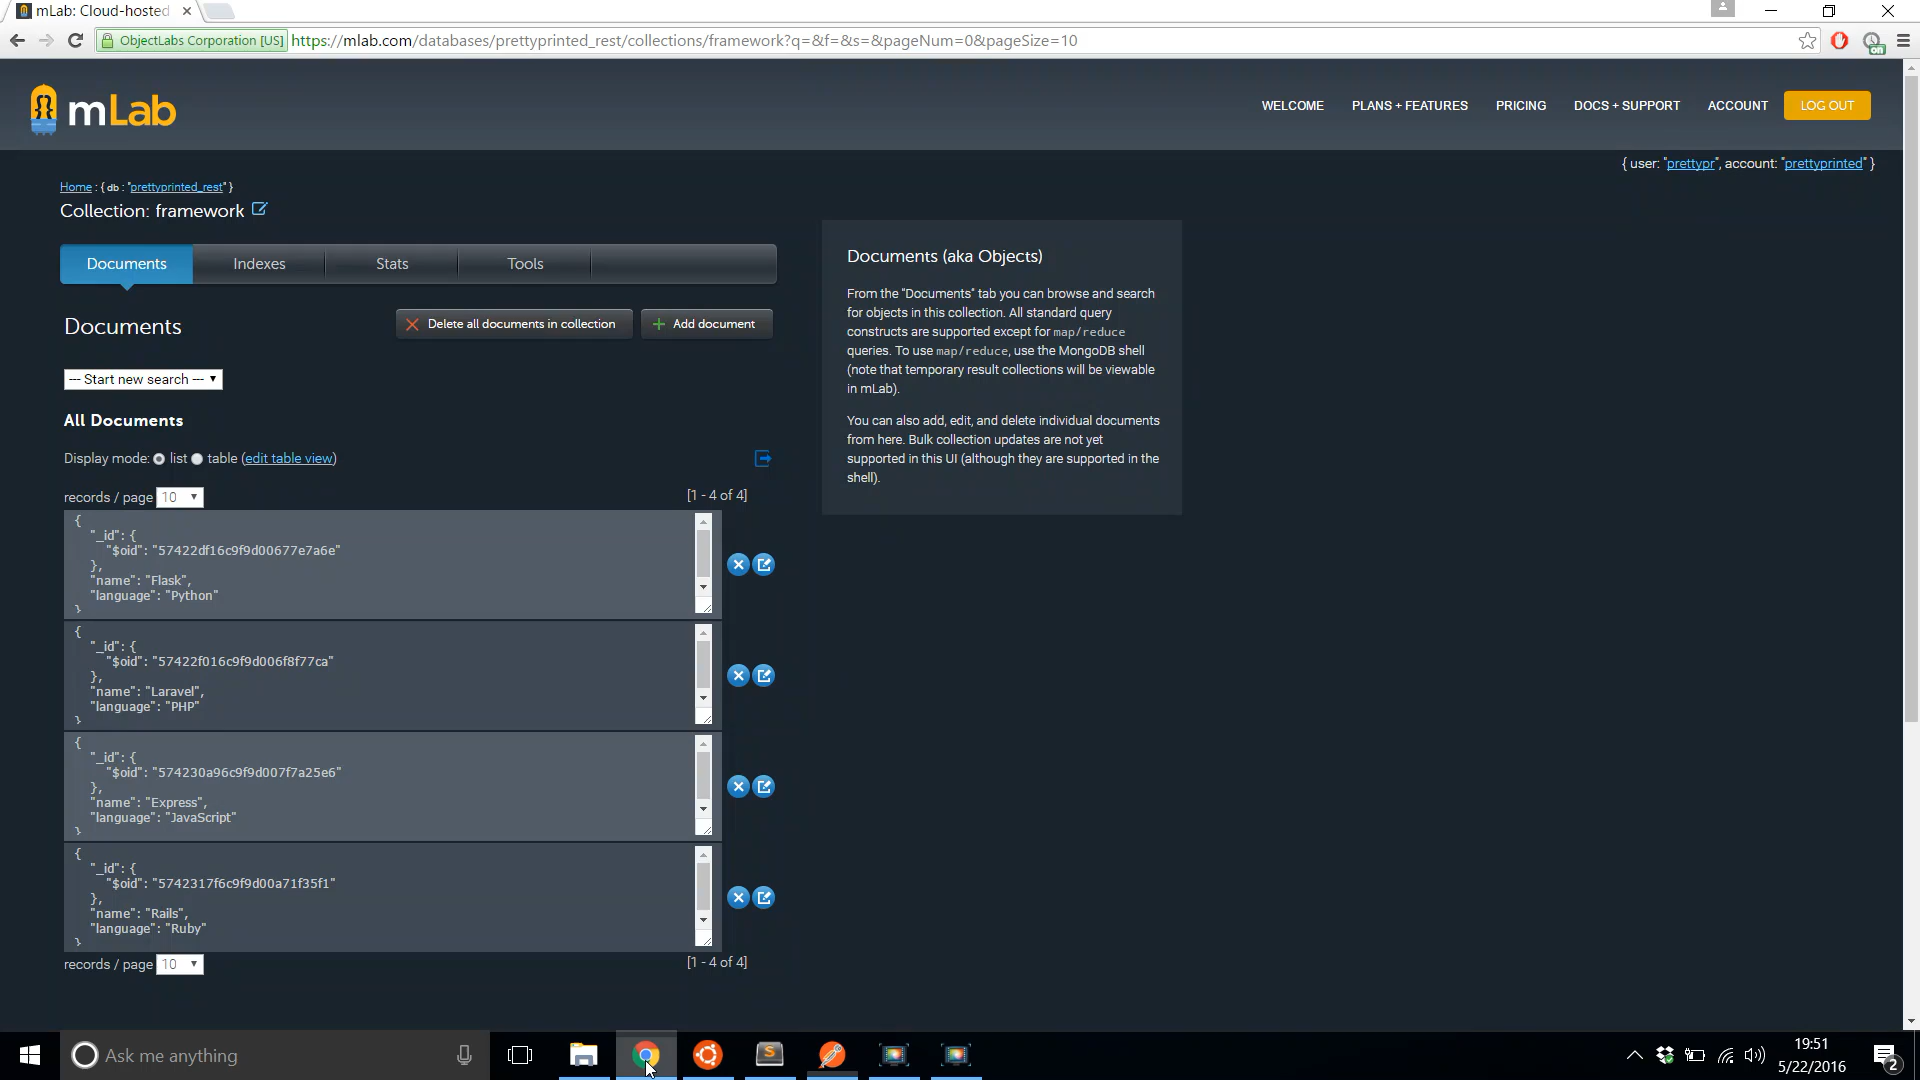 mLab: Cloud-hosted
ObjectLabs Corporation [US] https://mlab.com/databases/prettyprinted_rest/collections/framework?q=&f=&s=&pageNum=0&pageSize=10
on
mLab
WELCOME PLANS + FEATURES PRICING DOCS + SUPPORT ACCOUNT LOG OUT
{ user: "prettypr", account: "prettyprinted" }
Home : { db : "prettyprinted_rest" }
Collection: framework
Documents Indexes Stats Tools
Documents
Delete all documents in collection
Add document
--- Start new search ---
All Documents
Display mode: list table (edit table view)
records / page 10
[1 - 4 of 4]
{
"_id": {
"$oid": "57422df16c9f9d00677e7a6e"
},
"name": "Flask",
"language": "Python"
}
{
"_id": {
"$oid": "57422f016c9f9d006f8f77ca"
},
"name": "Laravel",
"language": "PHP"
}
{
"_id": {
"$oid": "574230a96c9f9d007f7a25e6"
},
"name": "Express",
"language": "JavaScript"
}
{
"_id": {
"$oid": "5742317f6c9f9d00a71f35f1"
},
"name": "Rails",
"language": "Ruby"
}
records / page 10
[1 - 4 of 4]
Documents (aka Objects)
From the "Documents" tab you can browse and search
for objects in this collection. All standard query
constructs are supported except for map/reduce
queries. To use map/reduce, use the MongoDB shell
(note that temporary result collections will be viewable
in mLab).
You can also add, edit, and delete individual documents
from here. Bulk collection updates are not yet
supported in this UI (although they are supported in the
shell).
Ask me anything
19:51
5/22/2016
2